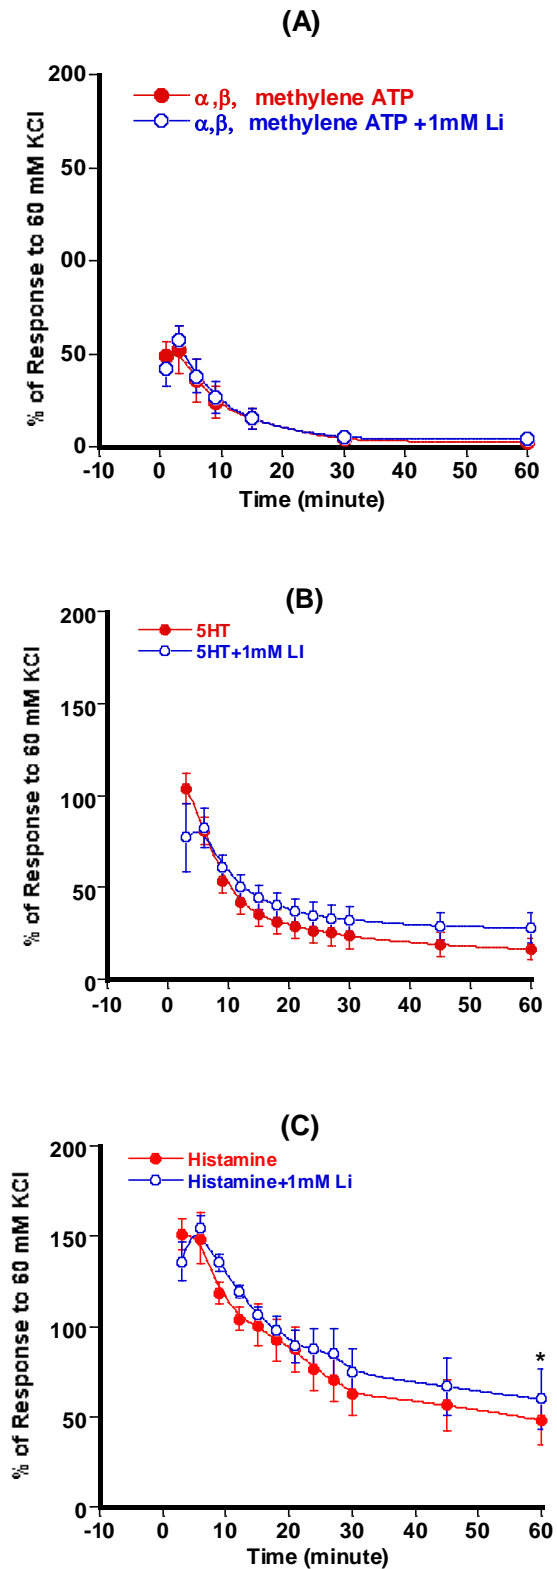 (A)
% of Response to 60 mM KCl
200
50
00
50
0
α,β, methylene ATP
α,β, methylene ATP +1mM Li
-10 0 10 20 30 40 50 60
Time (minute)
(B)
% of Response to 60 mM KCl
200
150
100
50
0
5HT
5HT+1mM LI
-10 0 10 20 30 40 50 60
(C)
% of Response to 60 mM KCl
200
150
100
50
0
Histamine
Histamine+1mM Li
*
-10 0 10 20 30 40 50 60
Time (minute)